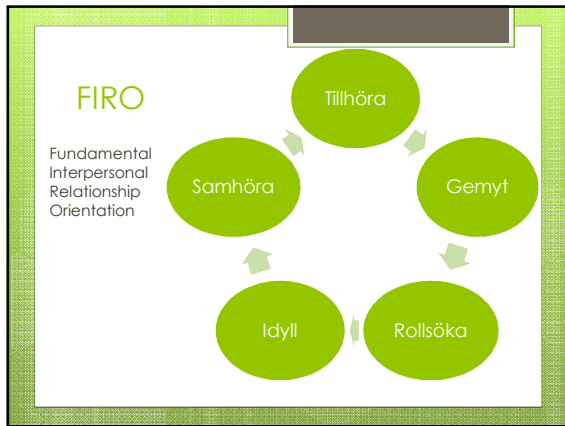 FIRO
Fundamental
Interpersonal
Relationship
Orientation
Tillhöra
Gemyt
Rollsöka
Idyll
Samhöra